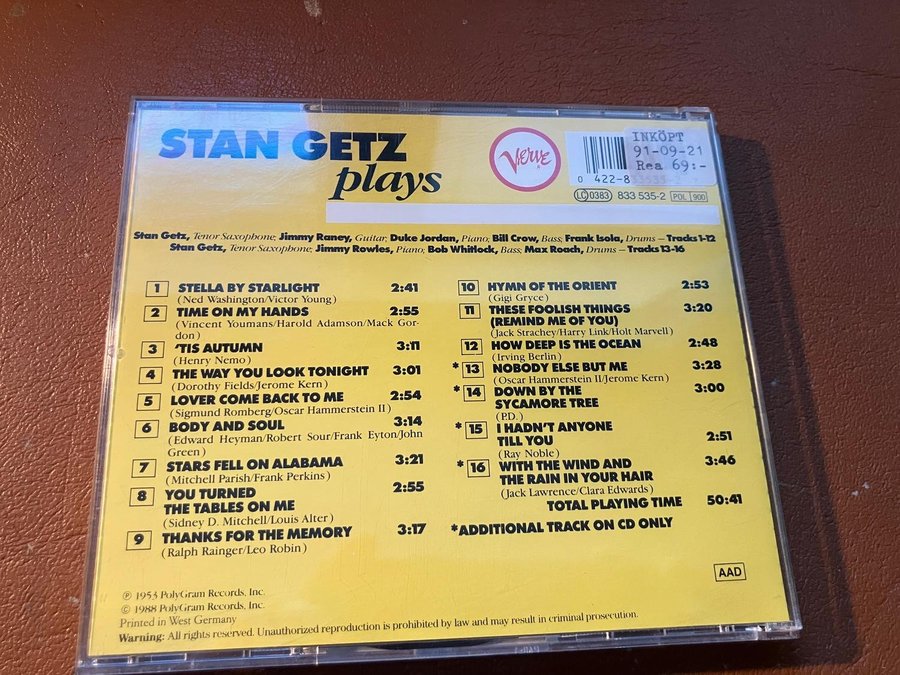 STAN GETZ
plays
Verve
INKÖPT
91-09-21
Rea 69:-
0 422-8
LC 0383 833 535-2 POL 900
Stan Getz, Tenor Saxophone; Jimmy Raney, Guitar; Duke Jordan, Piano; Bill Crow, Bass; Frank Isola, Drums – Tracks 1-12
Stan Getz, Tenor Saxophone; Jimmy Rowles, Piano; Bob Whitlock, Bass; Max Roach, Drums – Tracks 13-16
1 STELLA BY STARLIGHT 2:41
(Ned Washington/Victor Young)
2 TIME ON MY HANDS 2:55
(Vincent Youmans/Harold Adamson/Mack Gor-
don)
3 'TIS AUTUMN 3:11
(Henry Nemo)
4 THE WAY YOU LOOK TONIGHT 3:01
(Dorothy Fields/Jerome Kern)
5 LOVER COME BACK TO ME 2:54
(Sigmund Romberg/Oscar Hammerstein II)
6 BODY AND SOUL 3:14
(Edward Heyman/Robert Sour/Frank Eyton/John
Green)
7 STARS FELL ON ALABAMA 3:21
(Mitchell Parish/Frank Perkins)
8 YOU TURNED 2:55
THE TABLES ON ME
(Sidney D. Mitchell/Louis Alter)
9 THANKS FOR THE MEMORY 3:17
(Ralph Rainger/Leo Robin)
10 HYMN OF THE ORIENT 2:53
(Gigi Gryce)
11 THESE FOOLISH THINGS 3:20
(REMIND ME OF YOU)
(Jack Strachey/Harry Link/Holt Marvell)
12 HOW DEEP IS THE OCEAN 2:48
(Irving Berlin)
*13 NOBODY ELSE BUT ME 3:28
(Oscar Hammerstein II/Jerome Kern)
*14 DOWN BY THE 3:00
SYCAMORE TREE
(P.D.)
*15 I HADN'T ANYONE
TILL YOU 2:51
(Ray Noble)
*16 WITH THE WIND AND 3:46
THE RAIN IN YOUR HAIR
(Jack Lawrence/Clara Edwards)
TOTAL PLAYING TIME 50:41
*ADDITIONAL TRACK ON CD ONLY
AAD
℗ 1953 PolyGram Records, Inc.
© 1988 PolyGram Records, Inc.
Printed in West Germany
Warning: All rights reserved. Unauthorized reproduction is prohibited by law and may result in criminal prosecution.